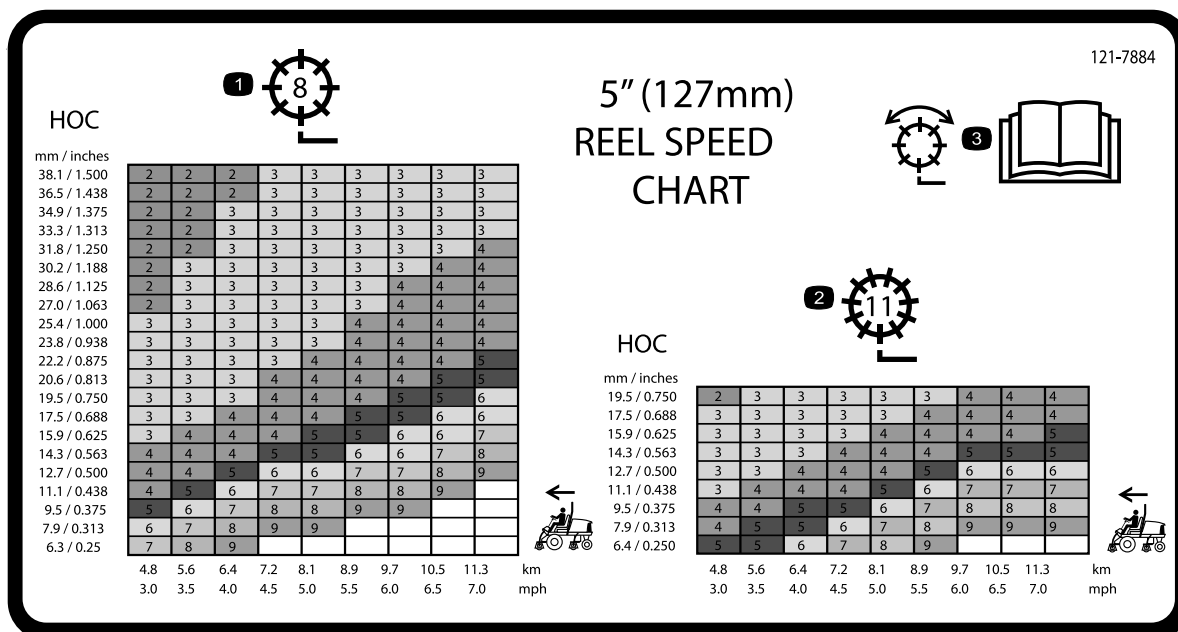 121-7884
5” (127mm)
REEL SPEED
CHART
1
8
3
HOC
mm / inches
38.1 / 1.500 2 2 2 3 3 3 3 3 3
36.5 / 1.438 2 2 2 3 3 3 3 3 3
34.9 / 1.375 2 2 3 3 3 3 3 3 3
33.3 / 1.313 2 2 3 3 3 3 3 3 3
31.8 / 1.250 2 2 3 3 3 3 3 3 4
30.2 / 1.188 2 3 3 3 3 3 3 4 4
28.6 / 1.125 2 3 3 3 3 3 4 4 4
27.0 / 1.063 2 3 3 3 3 3 4 4 4
25.4 / 1.000 3 3 3 3 3 4 4 4 4
23.8 / 0.938 3 3 3 3 3 4 4 4 4
22.2 / 0.875 3 3 3 3 4 4 4 4 5
20.6 / 0.813 3 3 3 4 4 4 4 5 5
19.5 / 0.750 3 3 3 4 4 4 5 5 6
17.5 / 0.688 3 3 4 4 4 5 5 6 6
15.9 / 0.625 3 4 4 4 5 5 6 6 7
14.3 / 0.563 4 4 4 5 5 6 6 7 8
12.7 / 0.500 4 4 5 6 6 7 7 8 9
11.1 / 0.438 4 5 6 7 7 8 8 9
9.5 / 0.375 5 6 7 8 8 9 9
7.9 / 0.313 6 7 8 9 9
6.3 / 0.25 7 8 9
4.8 5.6 6.4 7.2 8.1 8.9 9.7 10.5 11.3 km
3.0 3.5 4.0 4.5 5.0 5.5 6.0 6.5 7.0 mph
2
11
HOC
mm / inches
19.5 / 0.750 2 3 3 3 3 3 4 4 4
17.5 / 0.688 3 3 3 3 3 4 4 4 4
15.9 / 0.625 3 3 3 3 4 4 4 4 5
14.3 / 0.563 3 3 3 4 4 4 5 5 5
12.7 / 0.500 3 3 4 4 4 5 6 6 6
11.1 / 0.438 3 4 4 4 5 6 7 7 7
9.5 / 0.375 4 4 5 5 6 7 8 8 8
7.9 / 0.313 4 5 5 6 7 8 9 9 9
6.4 / 0.250 5 5 6 7 8 9
4.8 5.6 6.4 7.2 8.1 8.9 9.7 10.5 11.3 km
3.0 3.5 4.0 4.5 5.0 5.5 6.0 6.5 7.0 mph